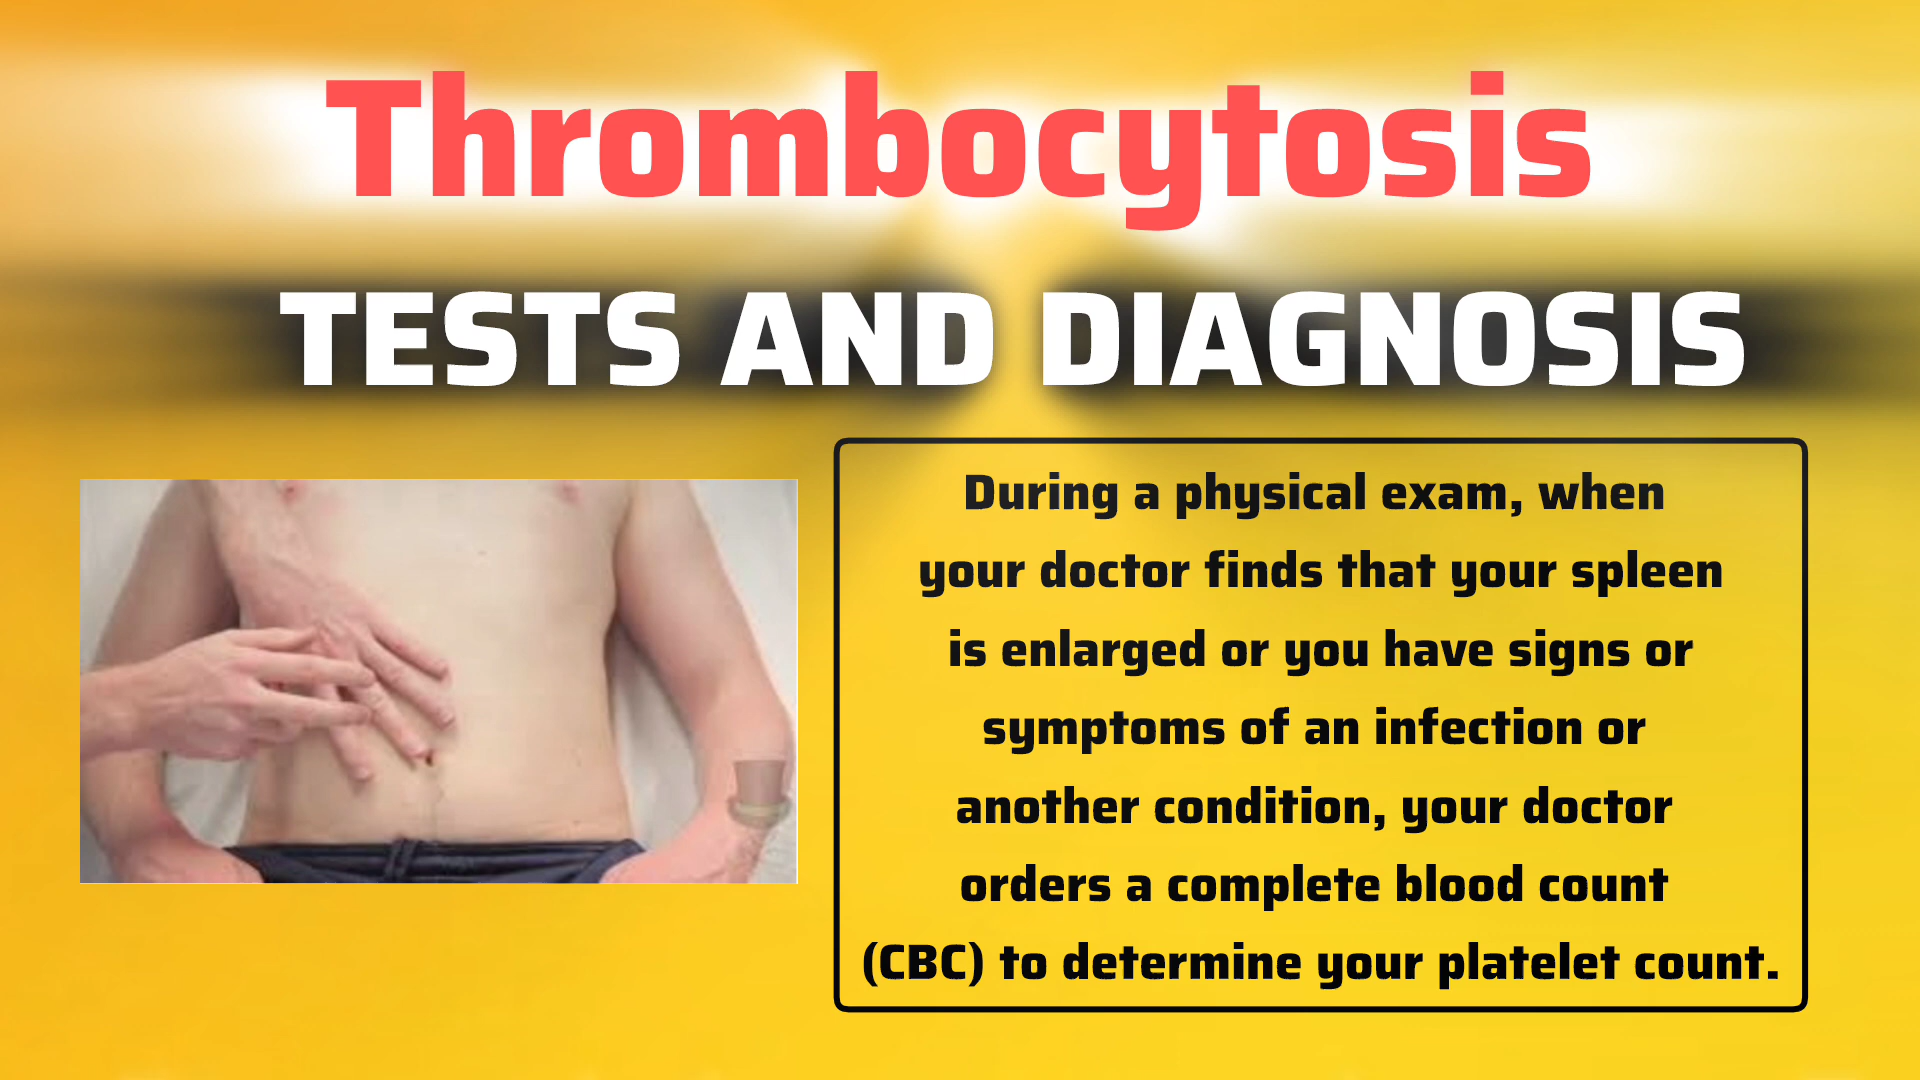 Thrombocytosis
TESTS AND DIAGNOSIS
During a physical exam, when
your doctor finds that your spleen
is enlarged or you have signs or
symptoms of an infection or
another condition, your doctor
orders a complete blood count
(CBC) to determine your platelet count.